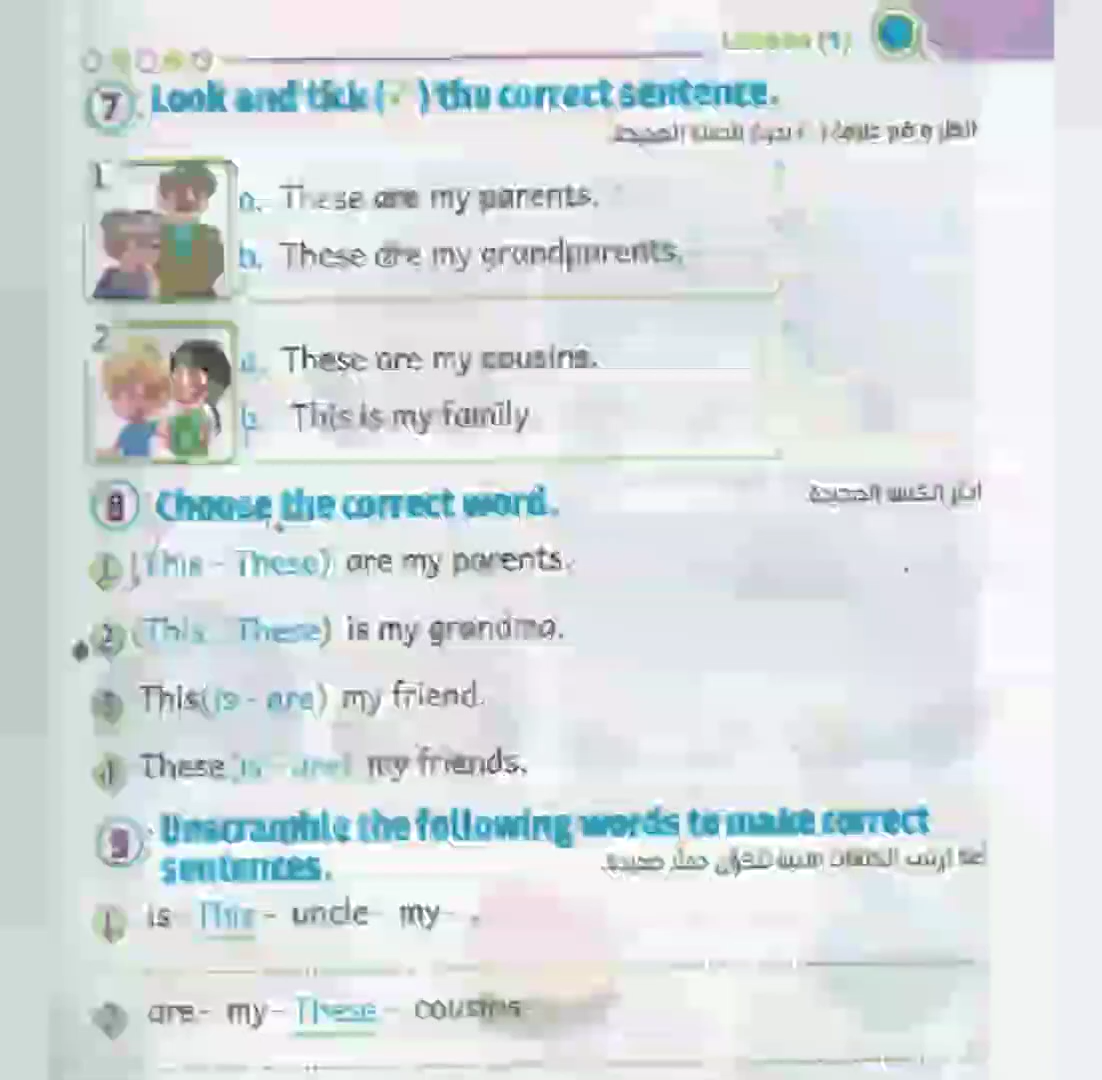 Lesson (1)
7 Look and tick (✓) the correct sentence.
1
a. These are my parents.
b. These are my grandparents.
2
a. These are my cousins.
b. This is my family
8 Choose the correct word.
1 (This - These) are my parents.
2 (This - These) is my grandma.
3 This (is - are) my friend.
4 These (is - are) my friends.
9 Unscramble the following words to make correct
sentences.
1 is - This - uncle - my - .
2 are - my - These - cousins